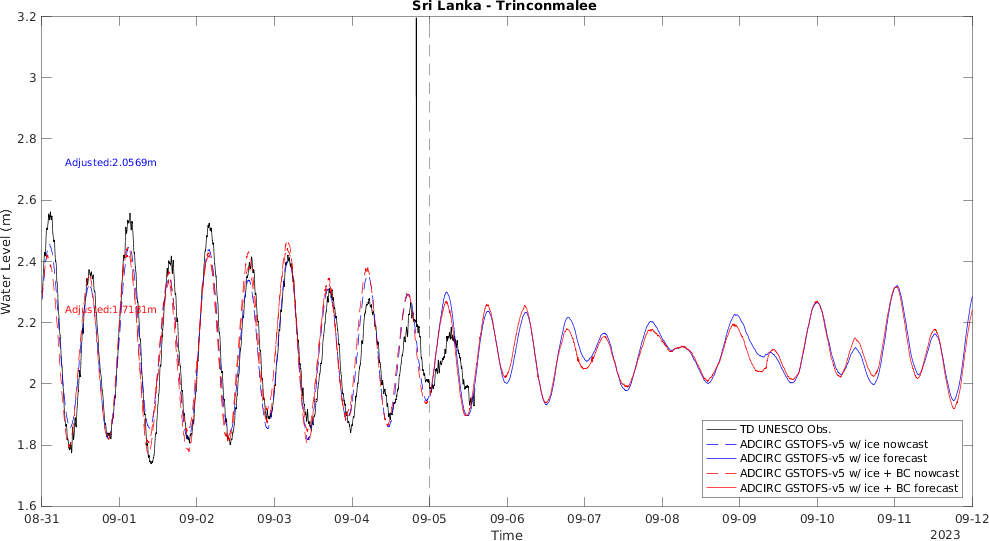 Sri Lanka - Trinconmalee
Water Level (m)
3.2
3
2.8
2.6
2.4
2.2
2
1.8
1.6
Adjusted:2.0569m
Adjusted:1.7181m
TD UNESCO Obs.
ADCIRC GSTOFS-v5 w/ ice nowcast
ADCIRC GSTOFS-v5 w/ ice forecast
ADCIRC GSTOFS-v5 w/ ice + BC nowcast
ADCIRC GSTOFS-v5 w/ ice + BC forecast
08-31 09-01 09-02 09-03 09-04 09-05 09-06 09-07 09-08 09-09 09-10 09-11 09-12
Time
2023